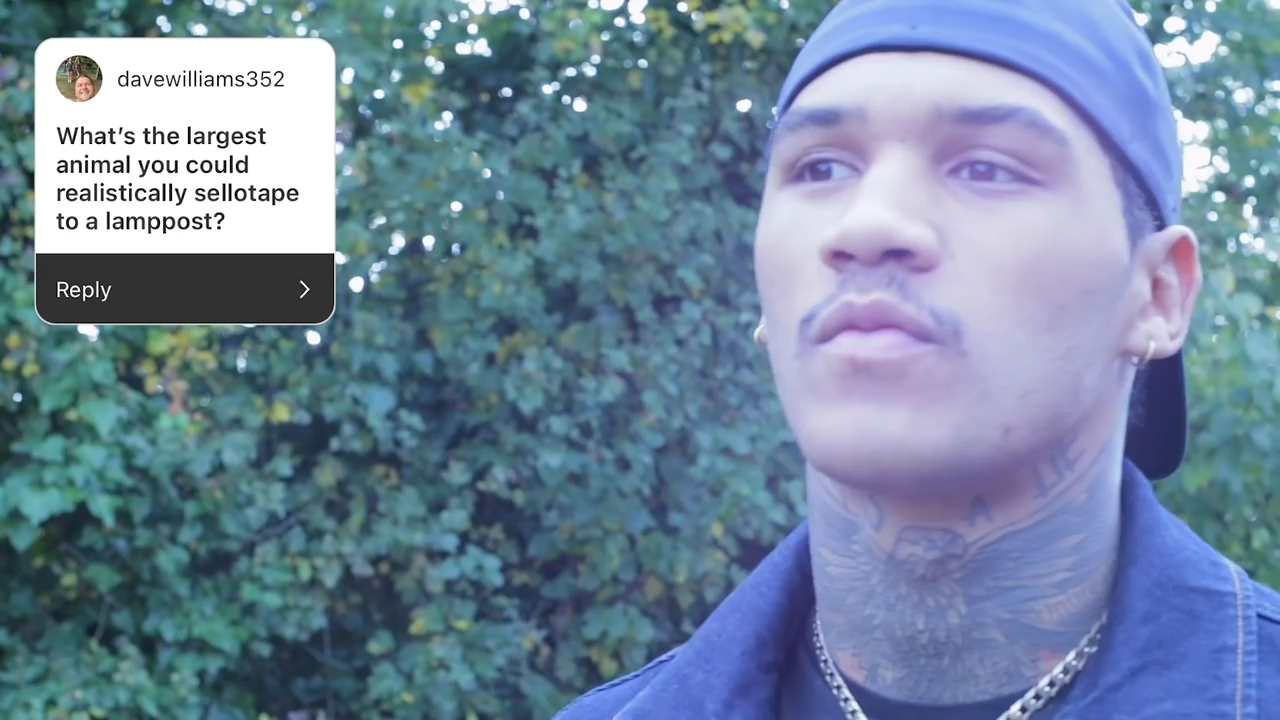 davewilliams352
What's the largest
animal you could
realistically sellotape
to a lamppost?
Reply